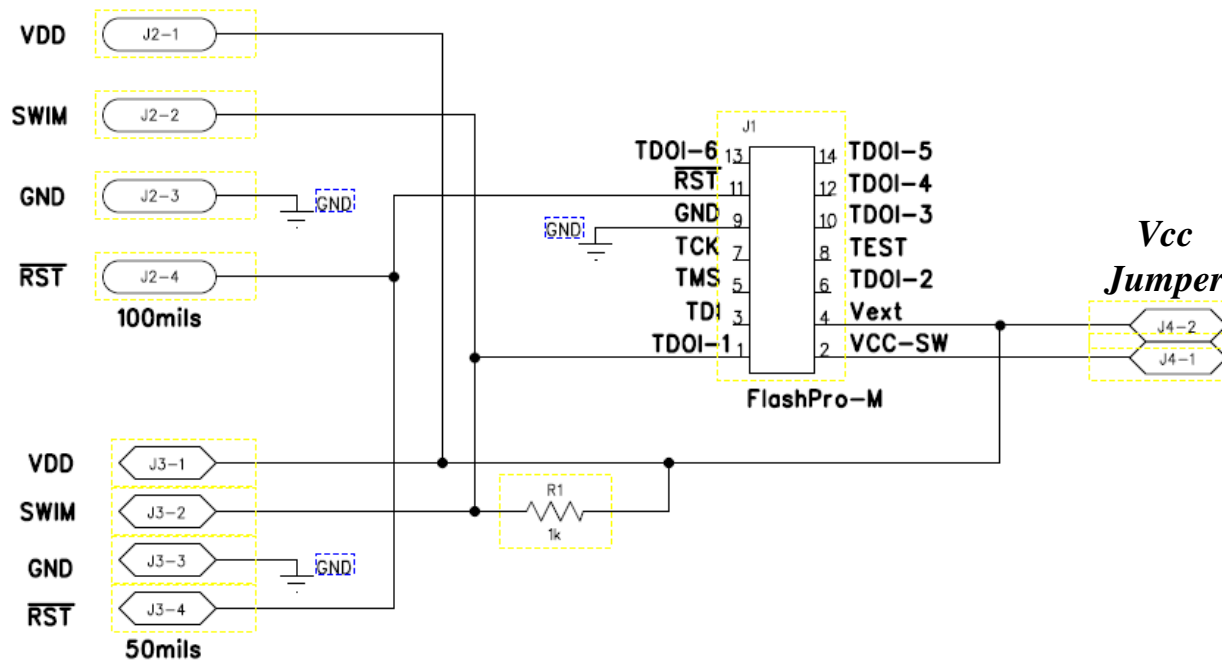 VDD
J2-1
SWIM
J2-2
GND
J2-3
GND
RST
J2-4
100mils
J1
TDOI-6 13
14 TDOI-5
RST 11
12 TDOI-4
GND
GND 9
10 TDOI-3
TCK 7
8 TEST
TMS 5
6 TDOI-2
TDI 3
4 Vext
TDOI-1 1
2 VCC-SW
FlashPro-M
Vcc
Jumper
J4-2
J4-1
VDD
J3-1
SWIM
J3-2
R1
1k
GND
J3-3
GND
RST
J3-4
50mils